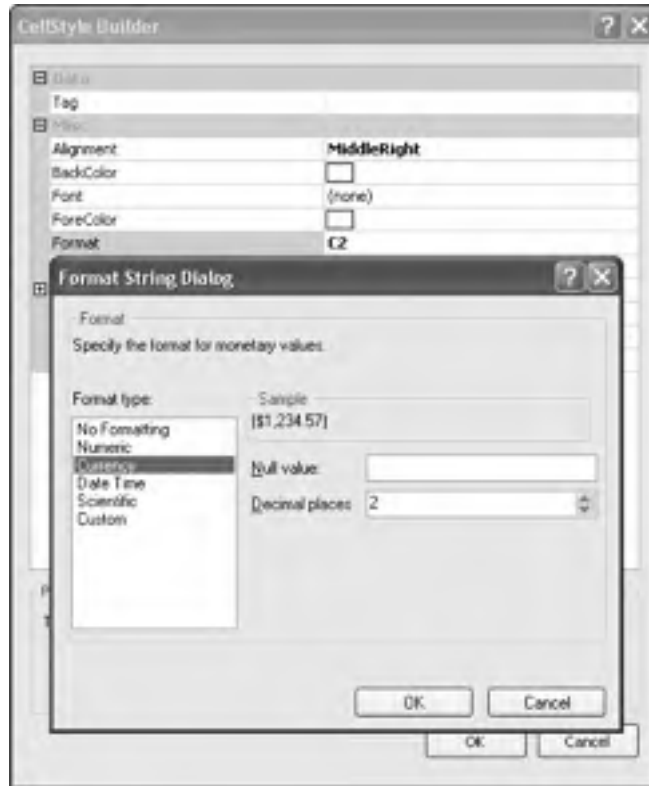 CellStyle Builder
Data
Tag
Misc
Alignment MiddleRight
BackColor
Font (none)
ForeColor
Format C2
Format String Dialog
Format
Specify the format for monetary values.
Format type:
No Formatting
Numeric
Currency
Date Time
Scientific
Custom
Sample
($1,234.57)
Null value:
Decimal places: 2
OK Cancel
OK Cancel